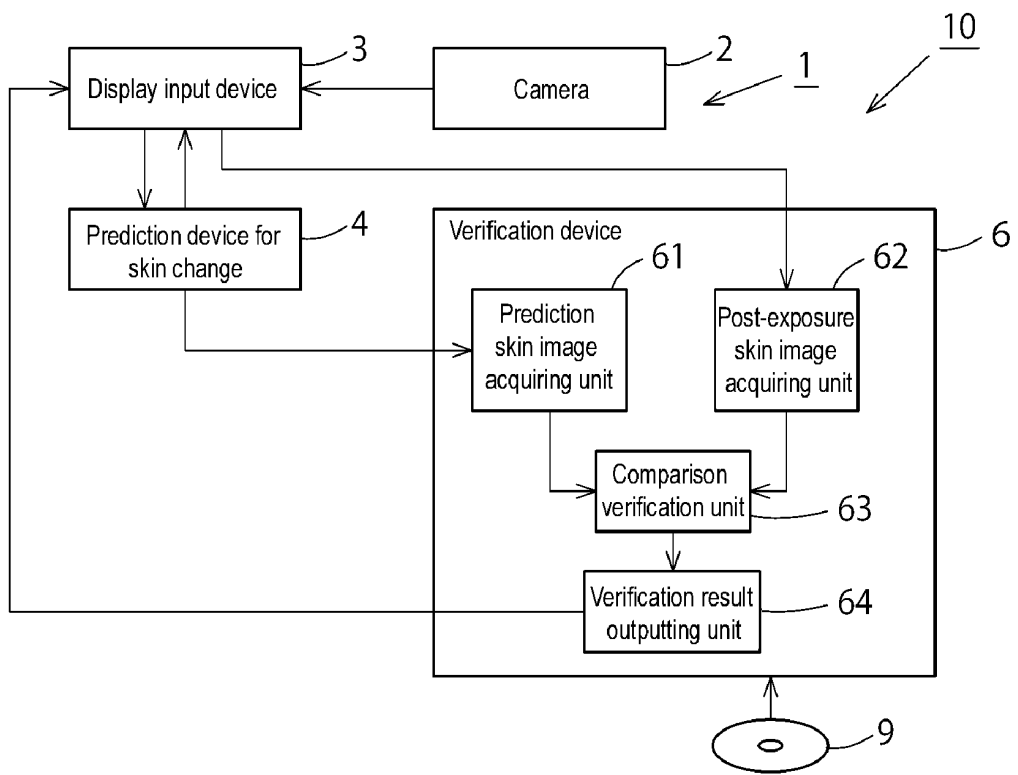 10
3
2
1
Display input device
Camera
4
Prediction device for
skin change
Verification device
6
61
62
Prediction
skin image
acquiring unit
Post-exposure
skin image
acquiring unit
Comparison
verification unit
63
Verification result
outputting unit
64
9